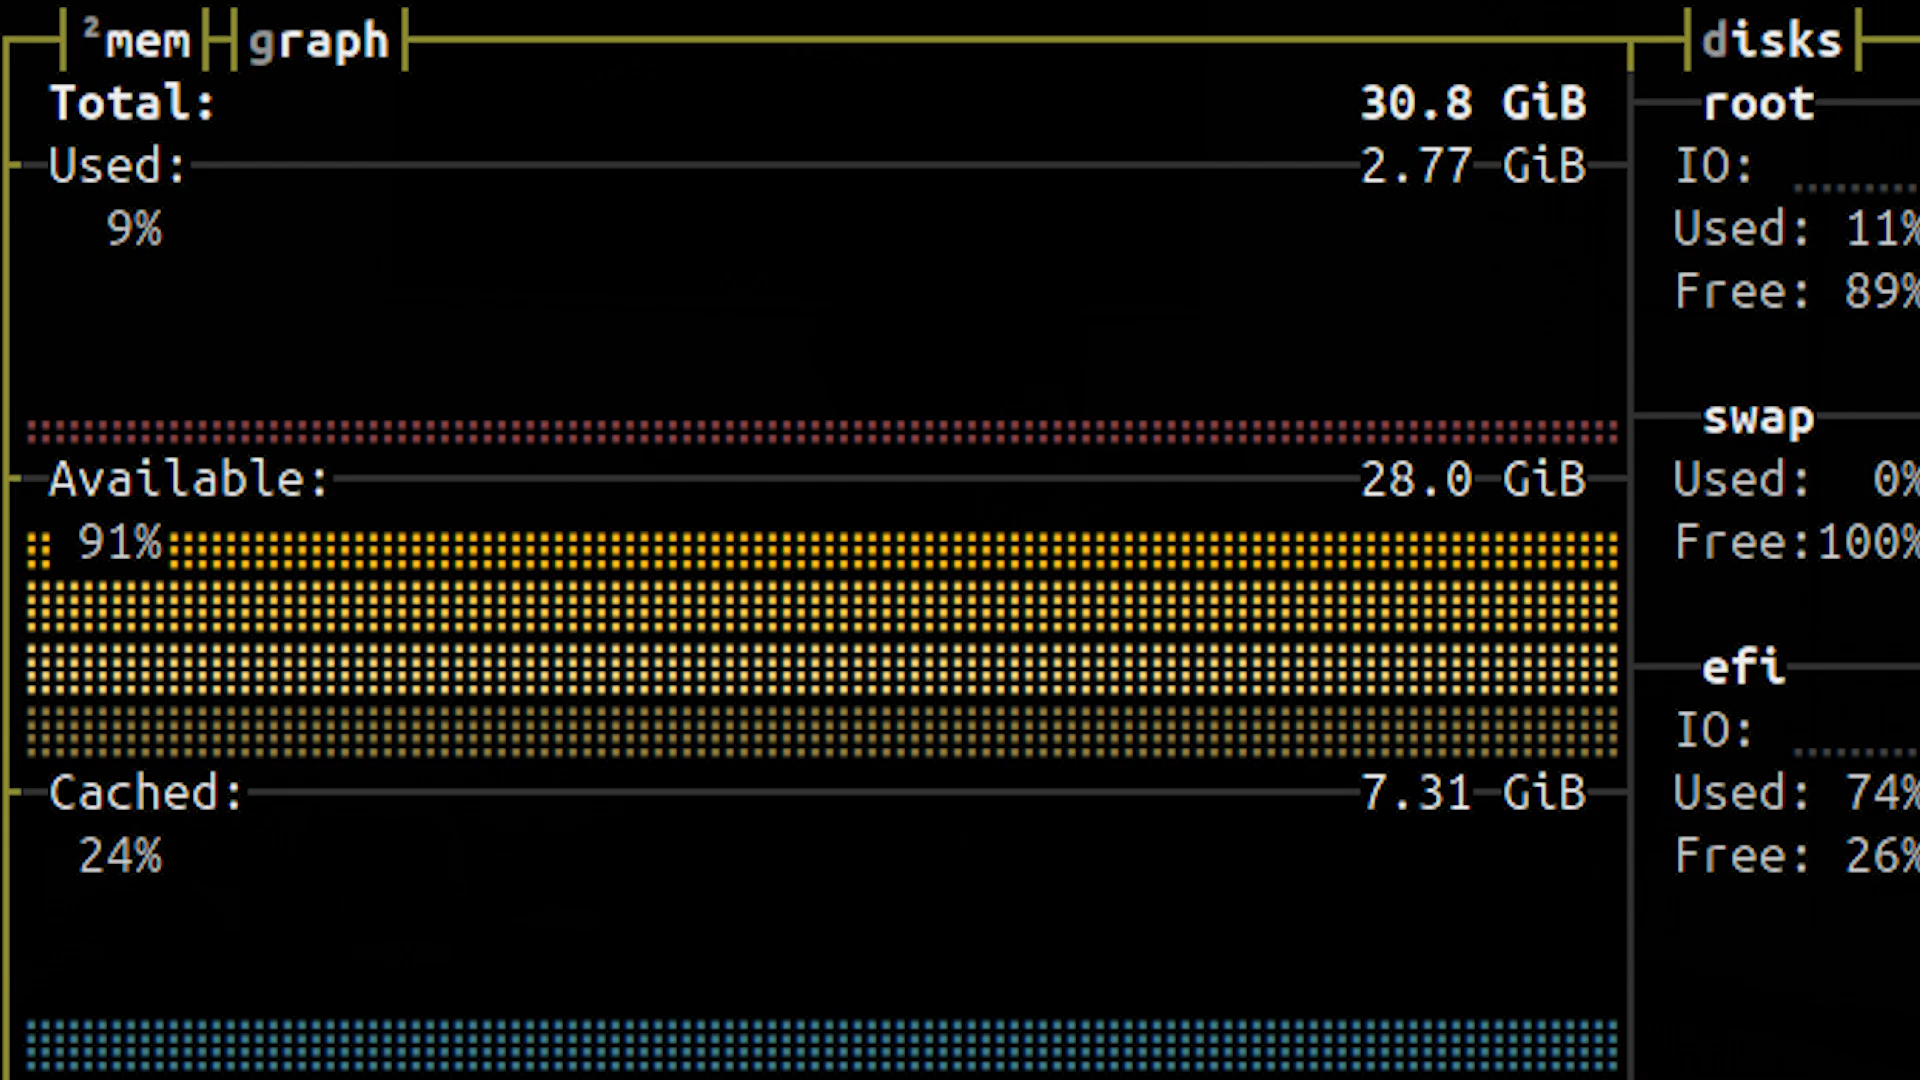 ²mem graph
Total: 30.8 GiB
Used: 2.77 GiB
9%
Available: 28.0 GiB
91%
Cached: 7.31 GiB
24%
disks
root
IO:
Used: 11%
Free: 89%
swap
Used: 0%
Free:100%
efi
IO:
Used: 74%
Free: 26%